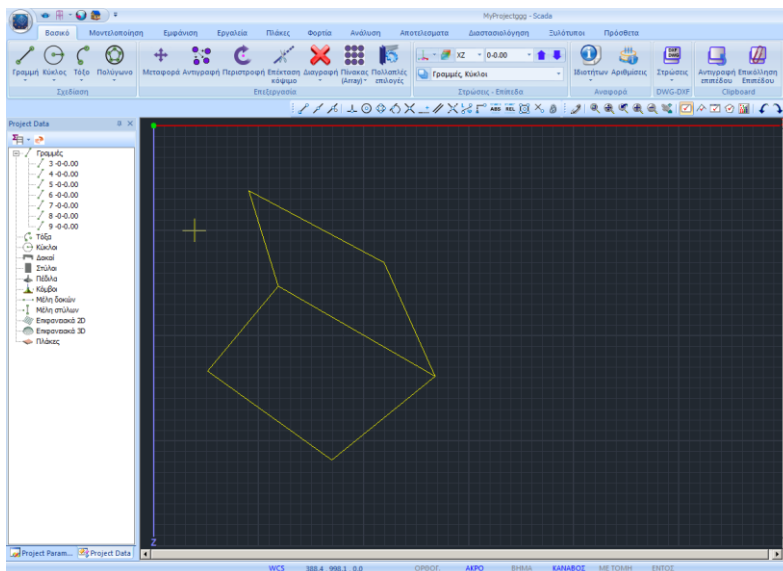 MyProjectggg - Scada
Βασικό Μοντελοποίηση Εμφάνιση Εργαλεία Πλάκες Φορτία Ανάλυση Αποτελεσματα Διαστασιολόγηση Ξυλότυποι Πρόσθετα
XZ 0-0.00
Γραμμή Κύκλος Τόξο Πολύγωνο Μεταφορά Αντιγραφή Περιστροφή Επέκταση κόψιμο Διαγραφή Πίνακας (Array) Πολλαπλές επιλογές Γραμμές, Κύκλοι Ιδιοτήτων Αριθμίσεις Στρώσεις Αντιγραφή επιπέδου Επικόλληση Επιπέδου
Σχεδίαση Επεξεργασία Στρώσεις - Επίπεδο Αναφορά DWG-DXF Clipboard
ABS REL
Project Data
Γραμμές
3 -0-0.00
4 -0-0.00
5 -0-0.00
6 -0-0.00
7 -0-0.00
8 -0-0.00
9 -0-0.00
Τόξα
Κύκλοι
Δοκοί
Στύλοι
Πέδιλα
Κόμβοι
Μέλη δοκών
Μέλη στύλων
Επιφανειακά 2D
Επιφανειακά 3D
Πλάκες
Z
Project Param... Project Data
WCS 388.4 998.1 0.0 ΟΡΘΟΓ. ΑΚΡΟ ΒΗΜΑ ΚΑΝΑΒΟΣ ΜΕ ΤΟΜΗ ΕΝΤΟΣ